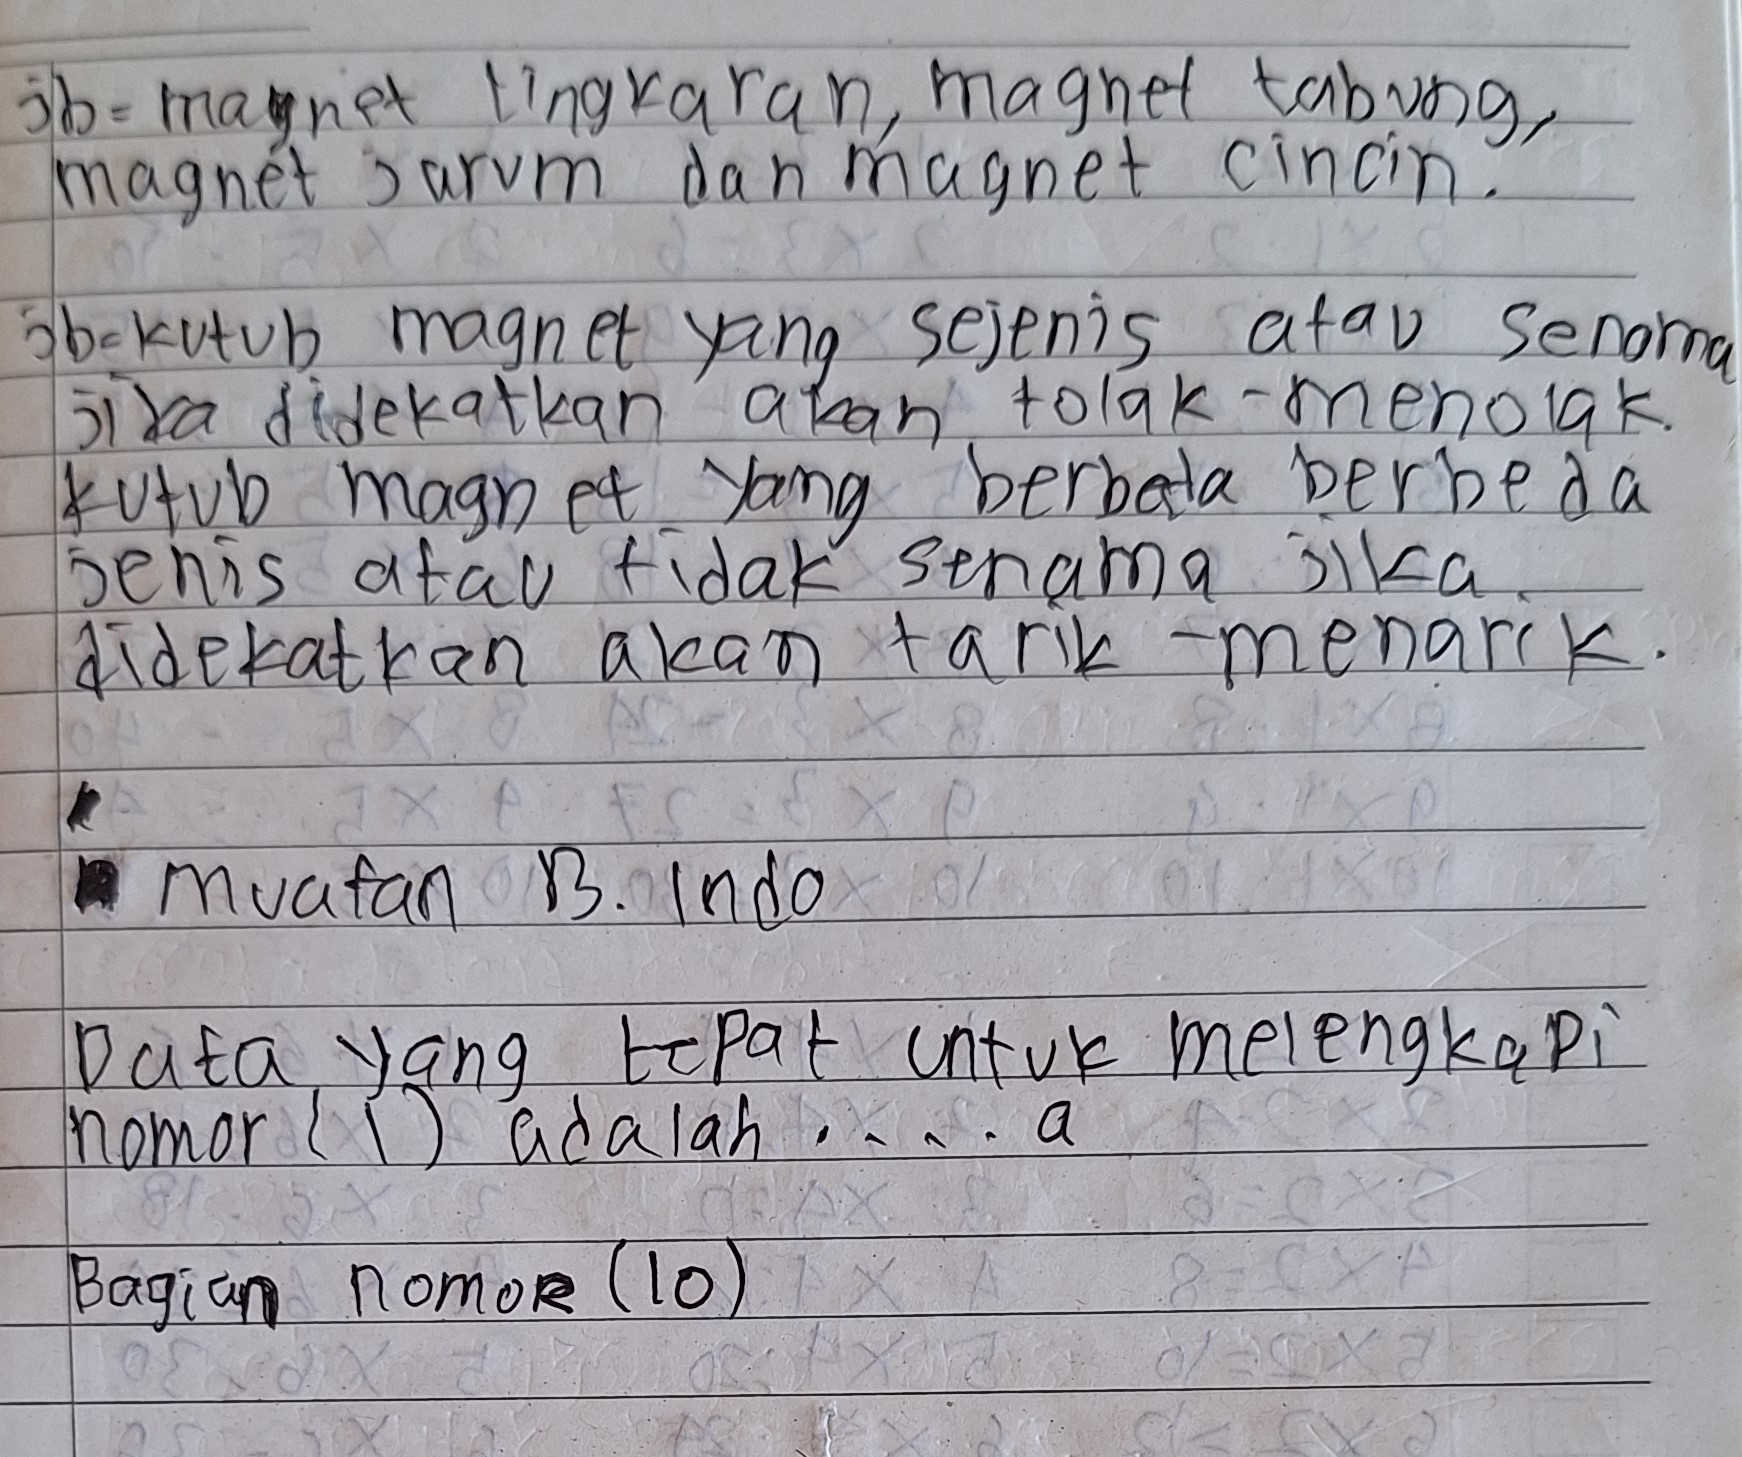 jb= magnet lingkaran, magnet tabung,
magnet jarum dan magnet cincin.
jb=kutub magnet yang sejenis atau senama
jika didekatkan akan tolak-menolak.
kutub magnet yang berbeda berbeda
jenis atau tidak senama jika
didekatkan akan tarik-menarik.
Muatan B. Indo
Data yang tepat untuk melengkapi
nomor (1) adalah ..... a
Bagian nomor (10)